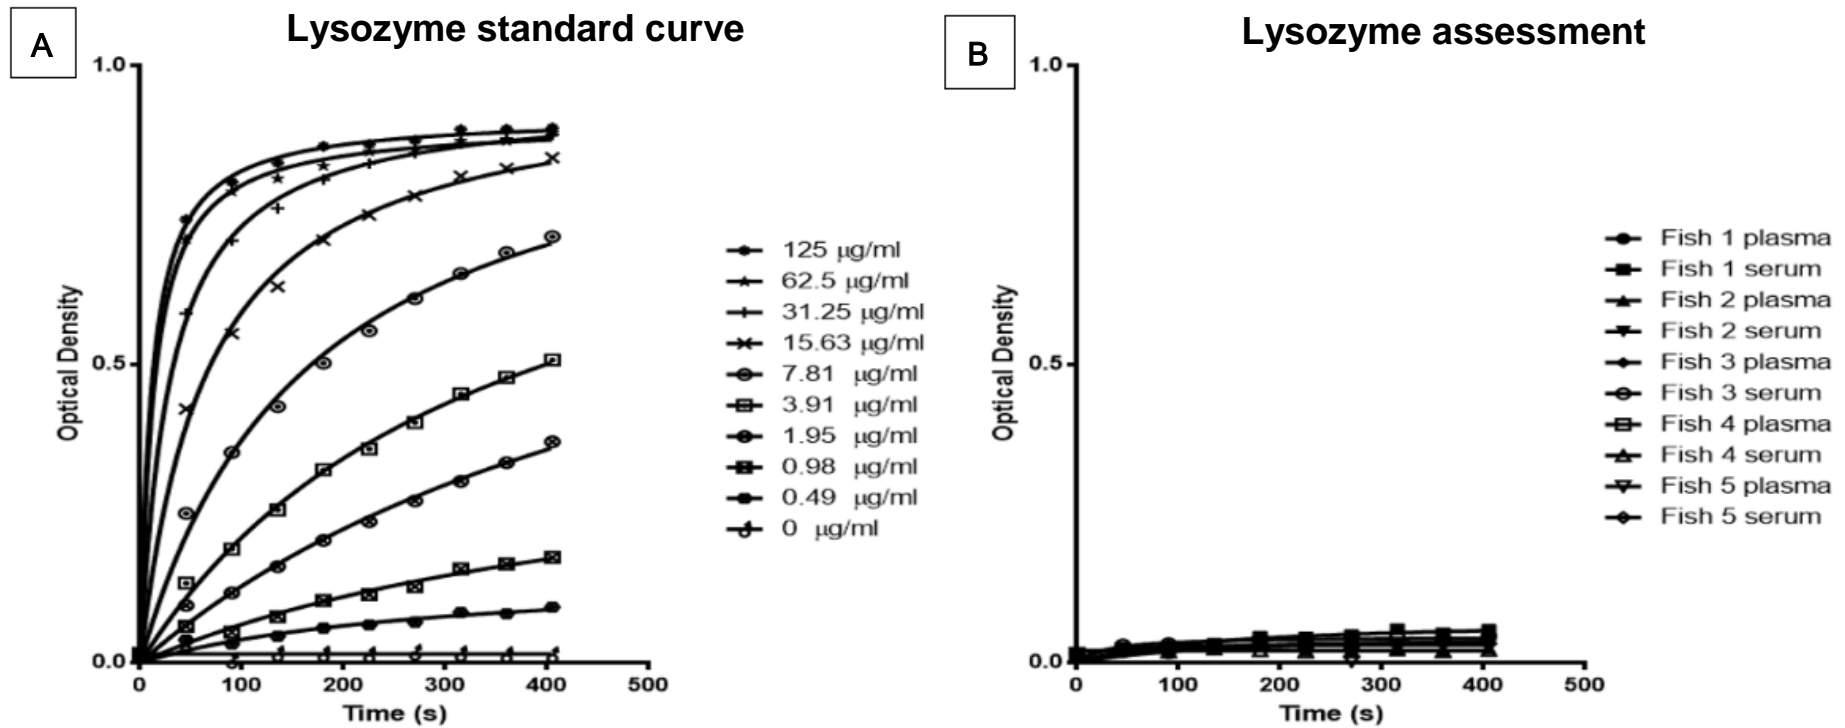 A
Lysozyme standard curve
1.0
0.5
0.0
Optical Density
0 100 200 300 400 500
Time (s)
125 μg/ml
62.5 μg/ml
31.25 μg/ml
15.63 μg/ml
7.81 μg/ml
3.91 μg/ml
1.95 μg/ml
0.98 μg/ml
0.49 μg/ml
0 μg/ml
B
Lysozyme assessment
1.0
0.5
0.0
Optical Density
0 100 200 300 400 500
Time (s)
Fish 1 plasma
Fish 1 serum
Fish 2 plasma
Fish 2 serum
Fish 3 plasma
Fish 3 serum
Fish 4 plasma
Fish 4 serum
Fish 5 plasma
Fish 5 serum